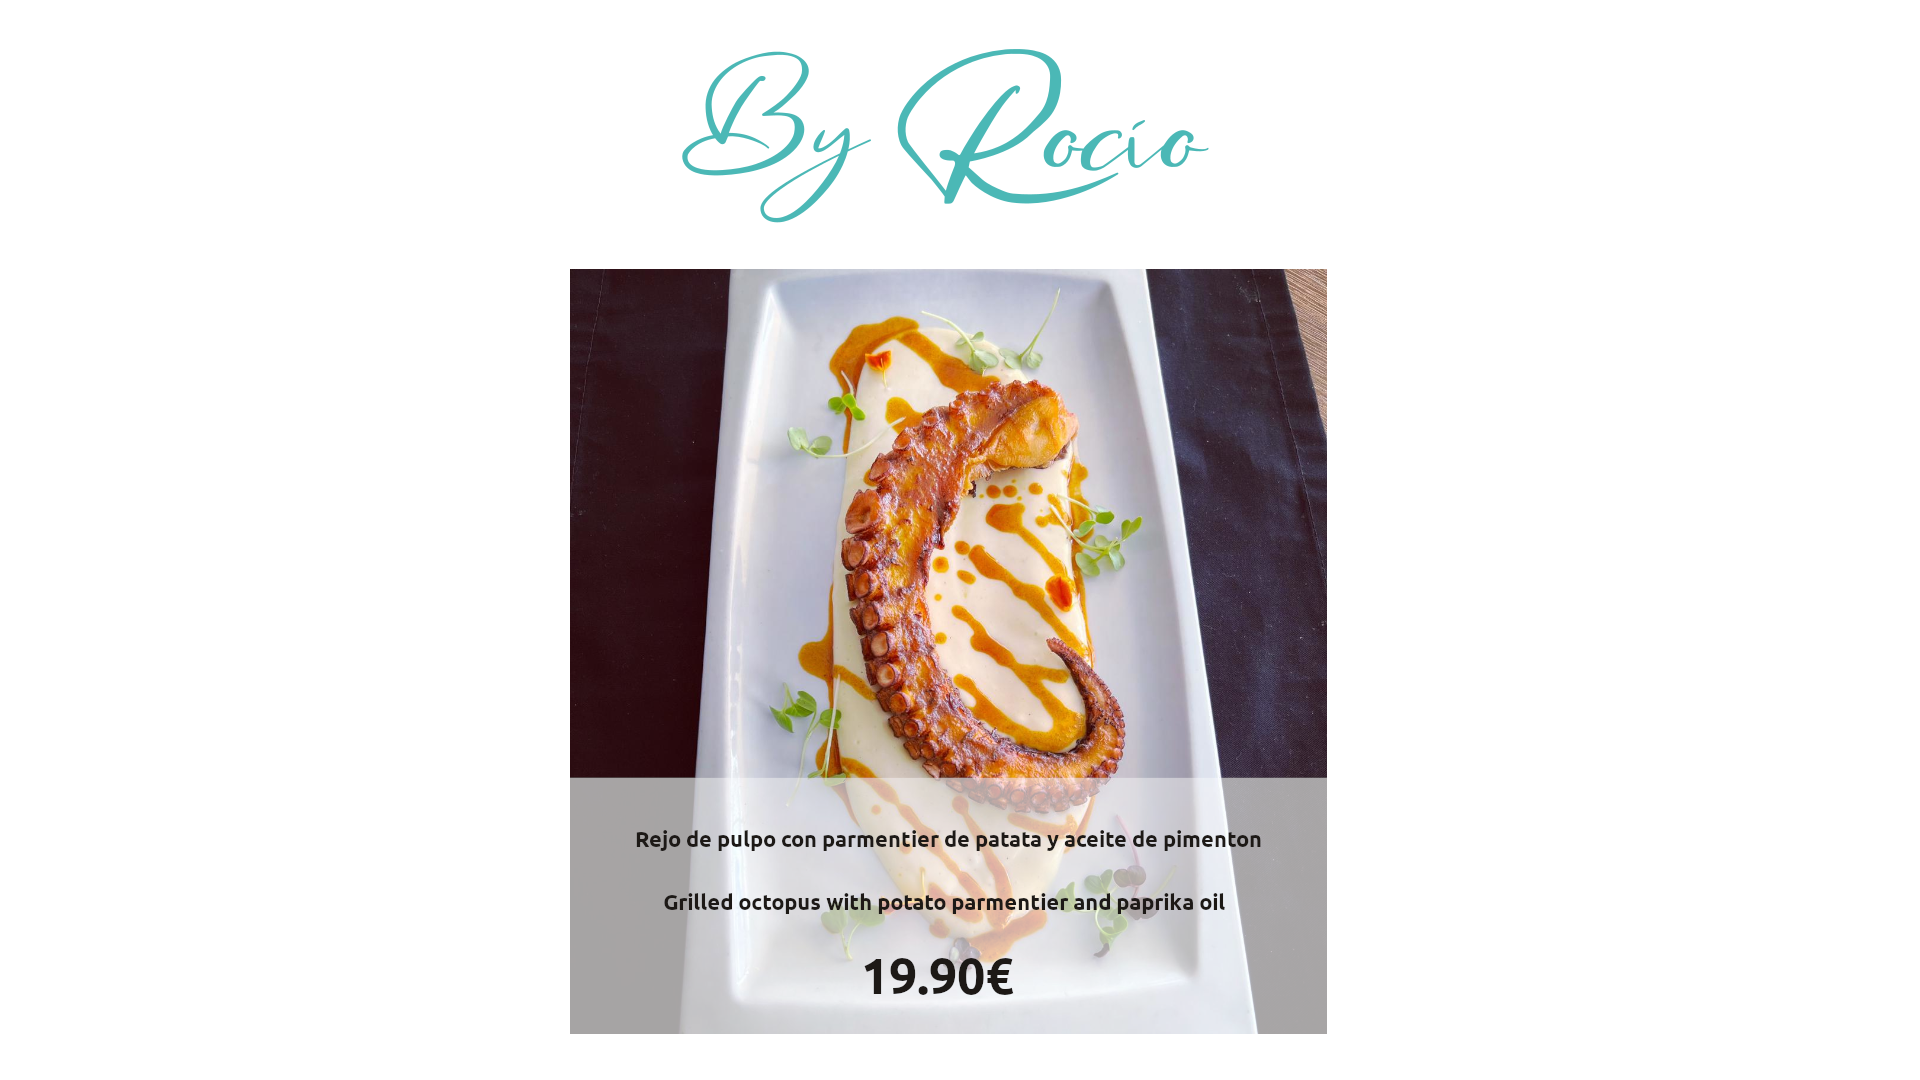 By Rocío
Rejo de pulpo con parmentier de patata y aceite de pimenton
Grilled octopus with potato parmentier and paprika oil
19.90€